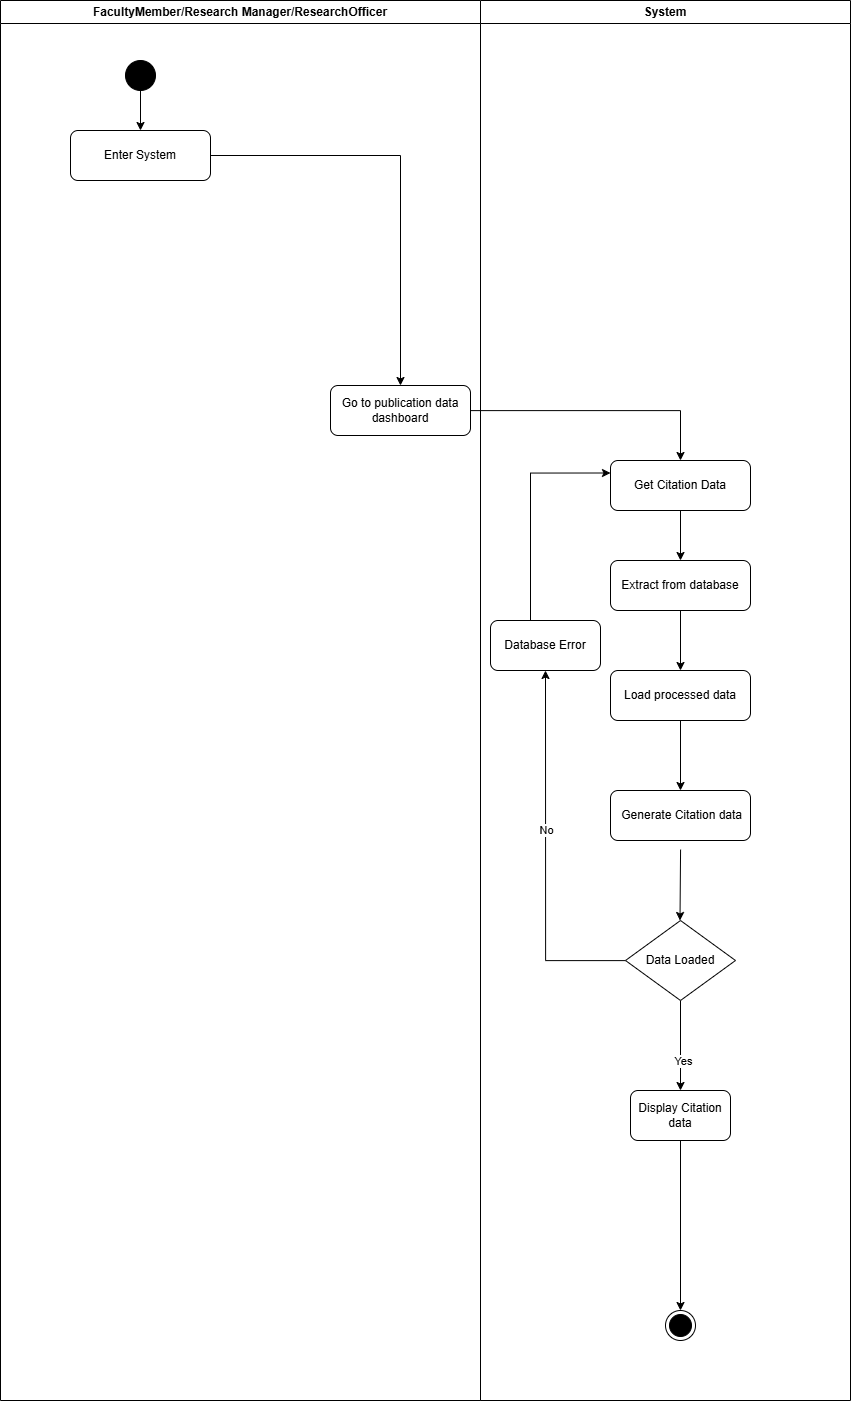 FacultyMember/Research Manager/ResearchOfficer
System
Enter System
Go to publication data
dashboard
Get Citation Data
Extract from database
Database Error
Load processed data
Generate Citation data
No
Data Loaded
Yes
Display Citation
data